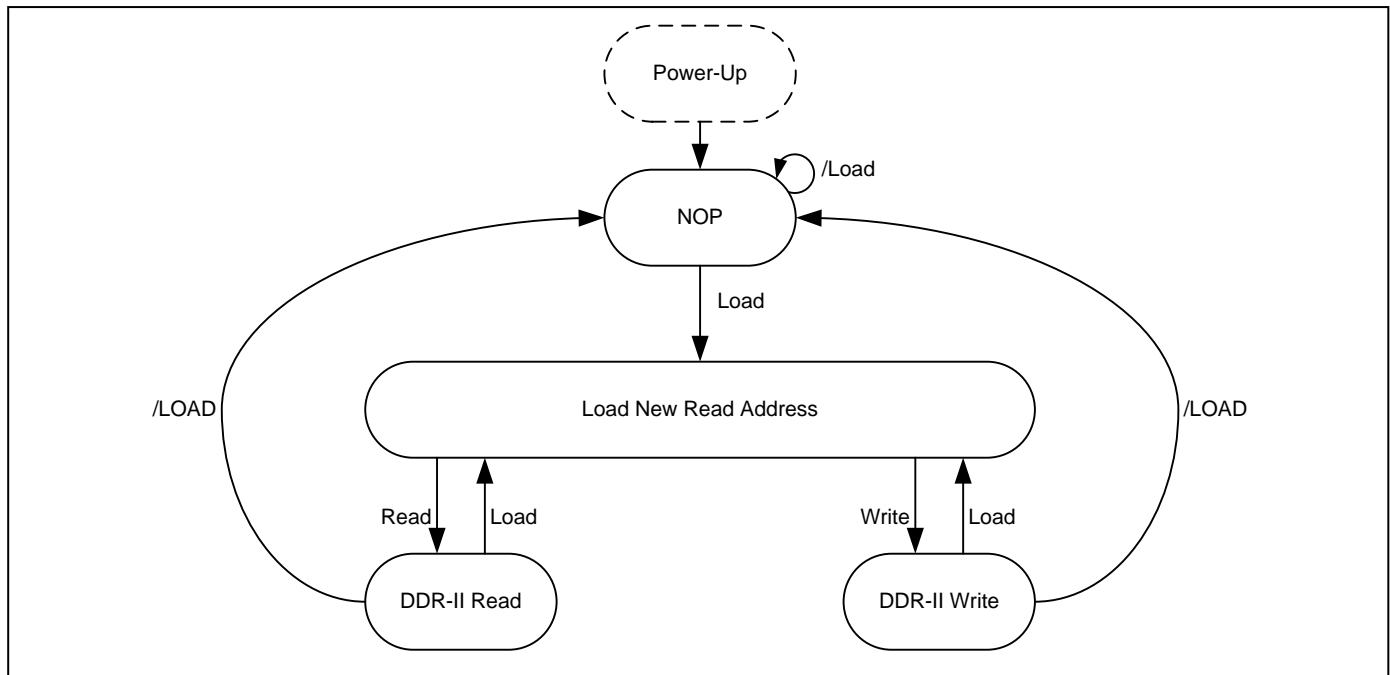 Power-Up
/Load
NOP
Load
/LOAD
Load New Read Address
/LOAD
Read
Load
Write
Load
DDR-II Read
DDR-II Write